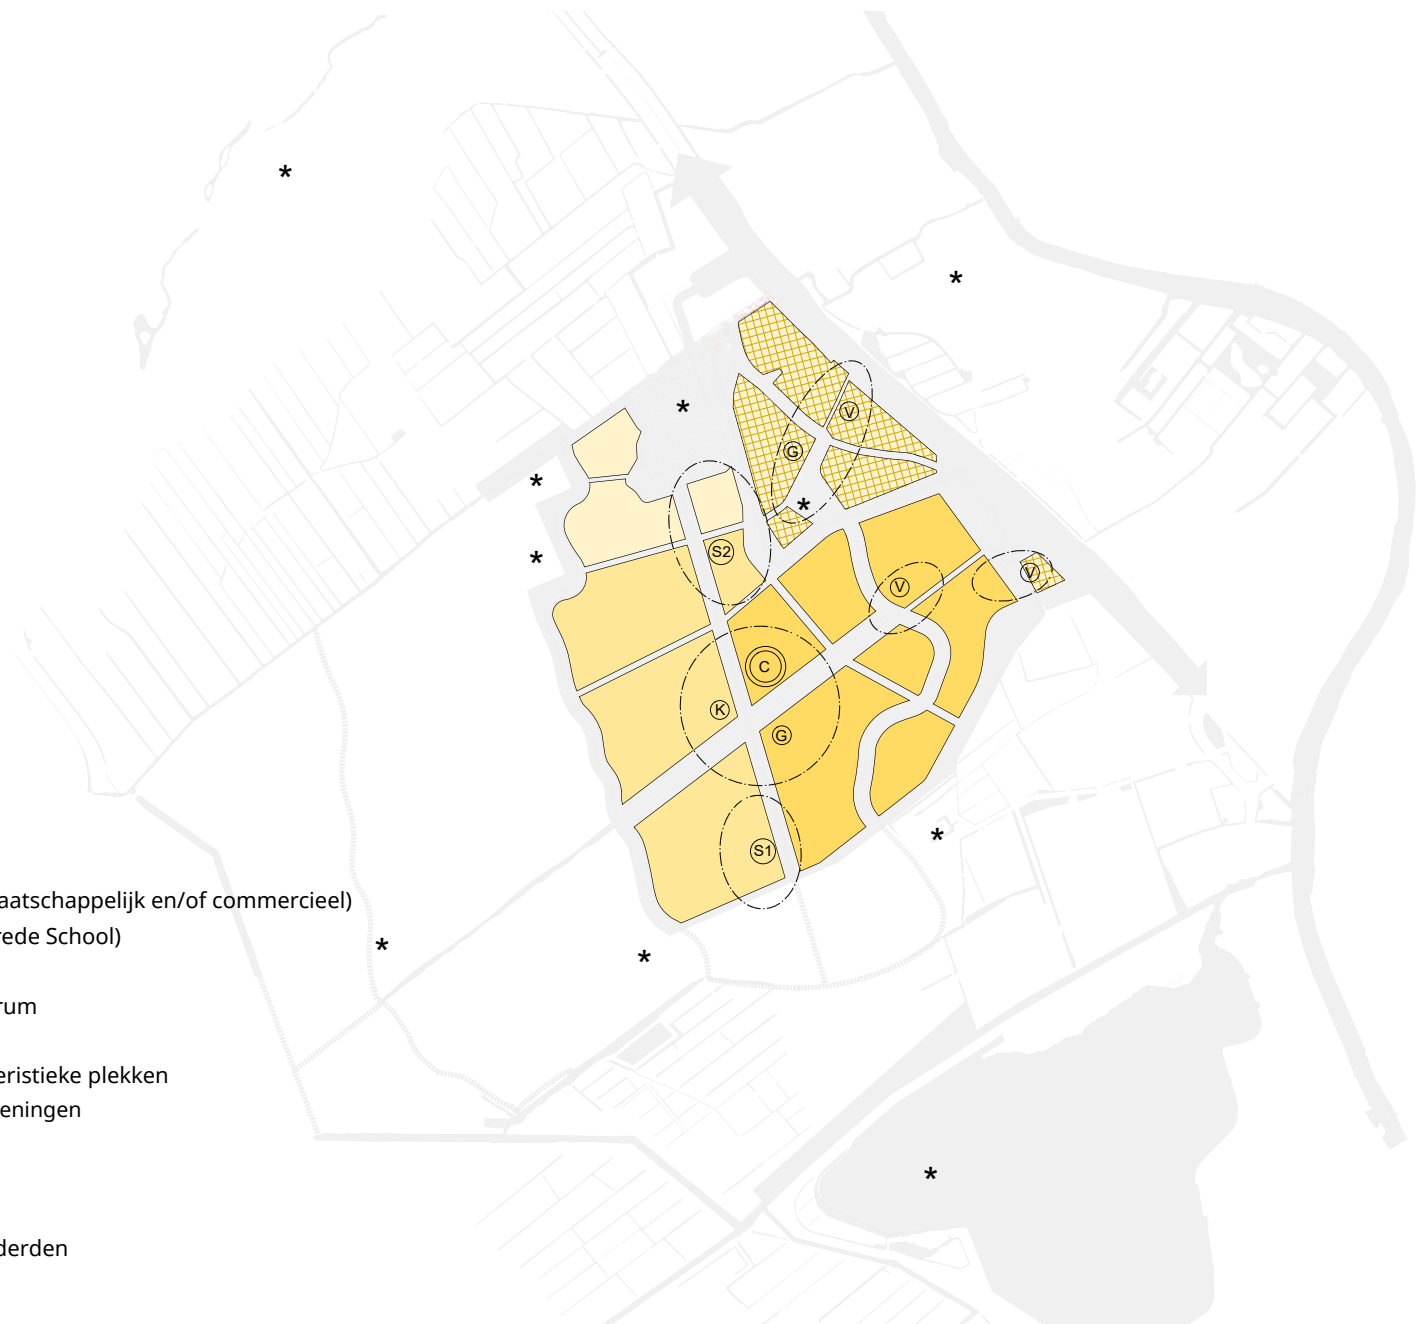 *
*
*
V
G
*
*
S2
*
V
V
C
K
G
*
S1
aatschappelijk en/of commercieel)
rede School)
*
*
rum
eristieke plekken
eningen
*
derden